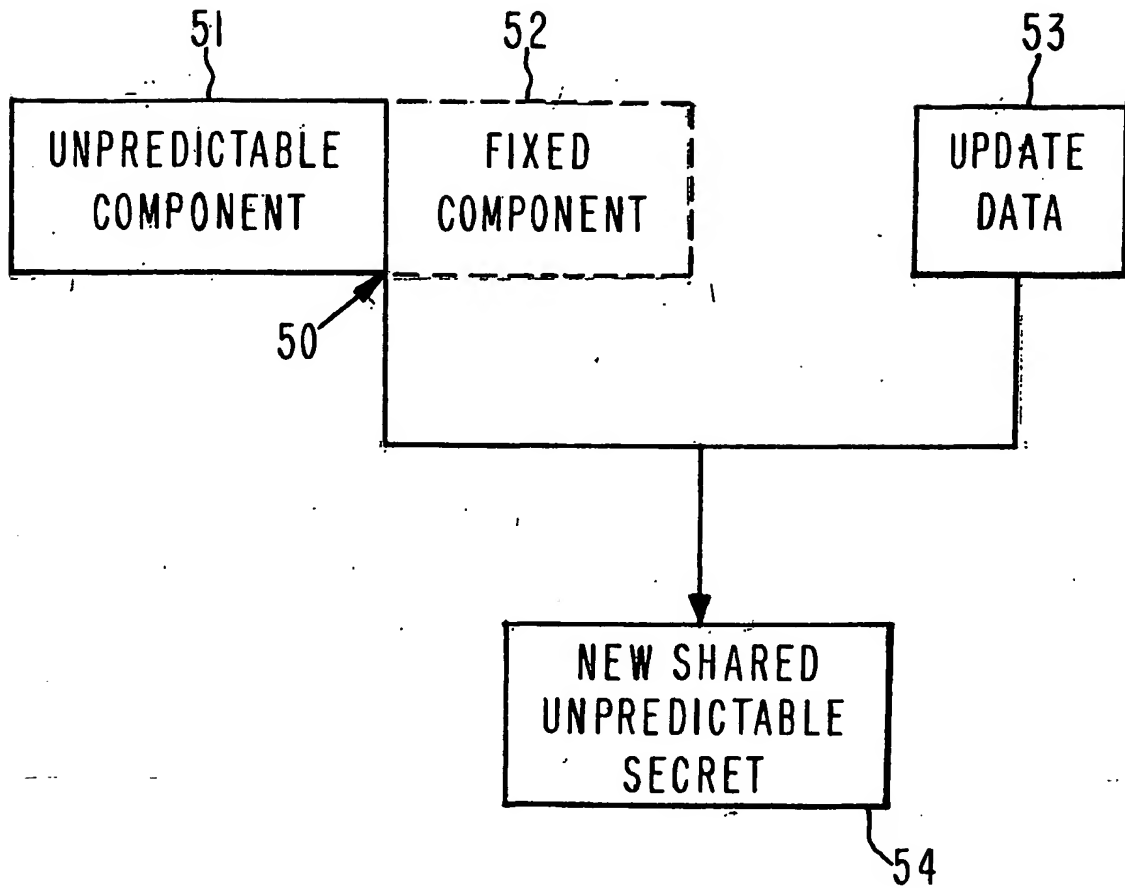 51
52
53
UNPREDICTABLE
COMPONENT
FIXED
COMPONENT
UPDATE
DATA
50
NEW SHARED
UNPREDICTABLE
SECRET
54